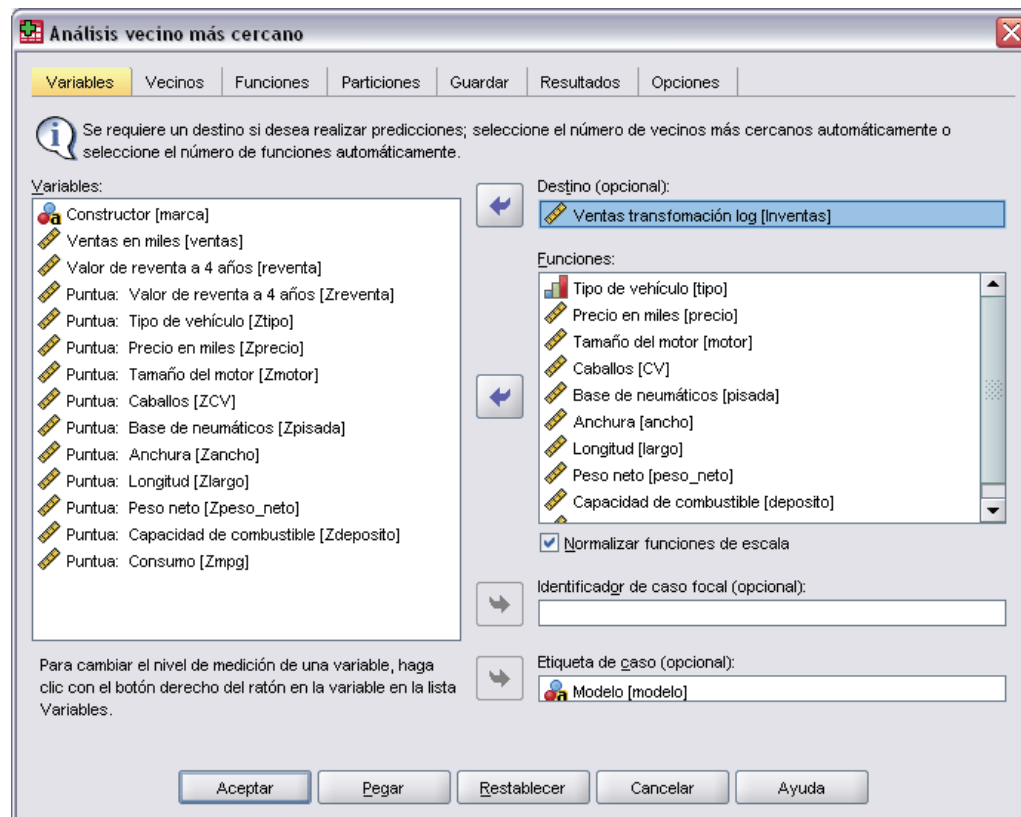 Análisis vecino más cercano
Variables Vecinos Funciones Particiones Guardar Resultados Opciones
Se requiere un destino si desea realizar predicciones; seleccione el número de vecinos más cercanos automáticamente o
seleccione el número de funciones automáticamente.
Variables:
Constructor [marca]
Ventas en miles [ventas]
Valor de reventa a 4 años [reventa]
Puntua: Valor de reventa a 4 años [Zreventa]
Puntua: Tipo de vehículo [Ztipo]
Puntua: Precio en miles [Zprecio]
Puntua: Tamaño del motor [Zmotor]
Puntua: Caballos [ZCV]
Puntua: Base de neumáticos [Zpisada]
Puntua: Anchura [Zancho]
Puntua: Longitud [Zlargo]
Puntua: Peso neto [Zpeso_neto]
Puntua: Capacidad de combustible [Zdeposito]
Puntua: Consumo [Zmpg]
Para cambiar el nivel de medición de una variable, haga
clic con el botón derecho del ratón en la variable en la lista
Variables.
Destino (opcional):
Ventas transfomación log [lnventas]
Funciones:
Tipo de vehículo [tipo]
Precio en miles [precio]
Tamaño del motor [motor]
Caballos [CV]
Base de neumáticos [pisada]
Anchura [ancho]
Longitud [largo]
Peso neto [peso_neto]
Capacidad de combustible [deposito]
Normalizar funciones de escala
Identificador de caso focal (opcional):
Etiqueta de caso (opcional):
Modelo [modelo]
Aceptar Pegar Restablecer Cancelar Ayuda